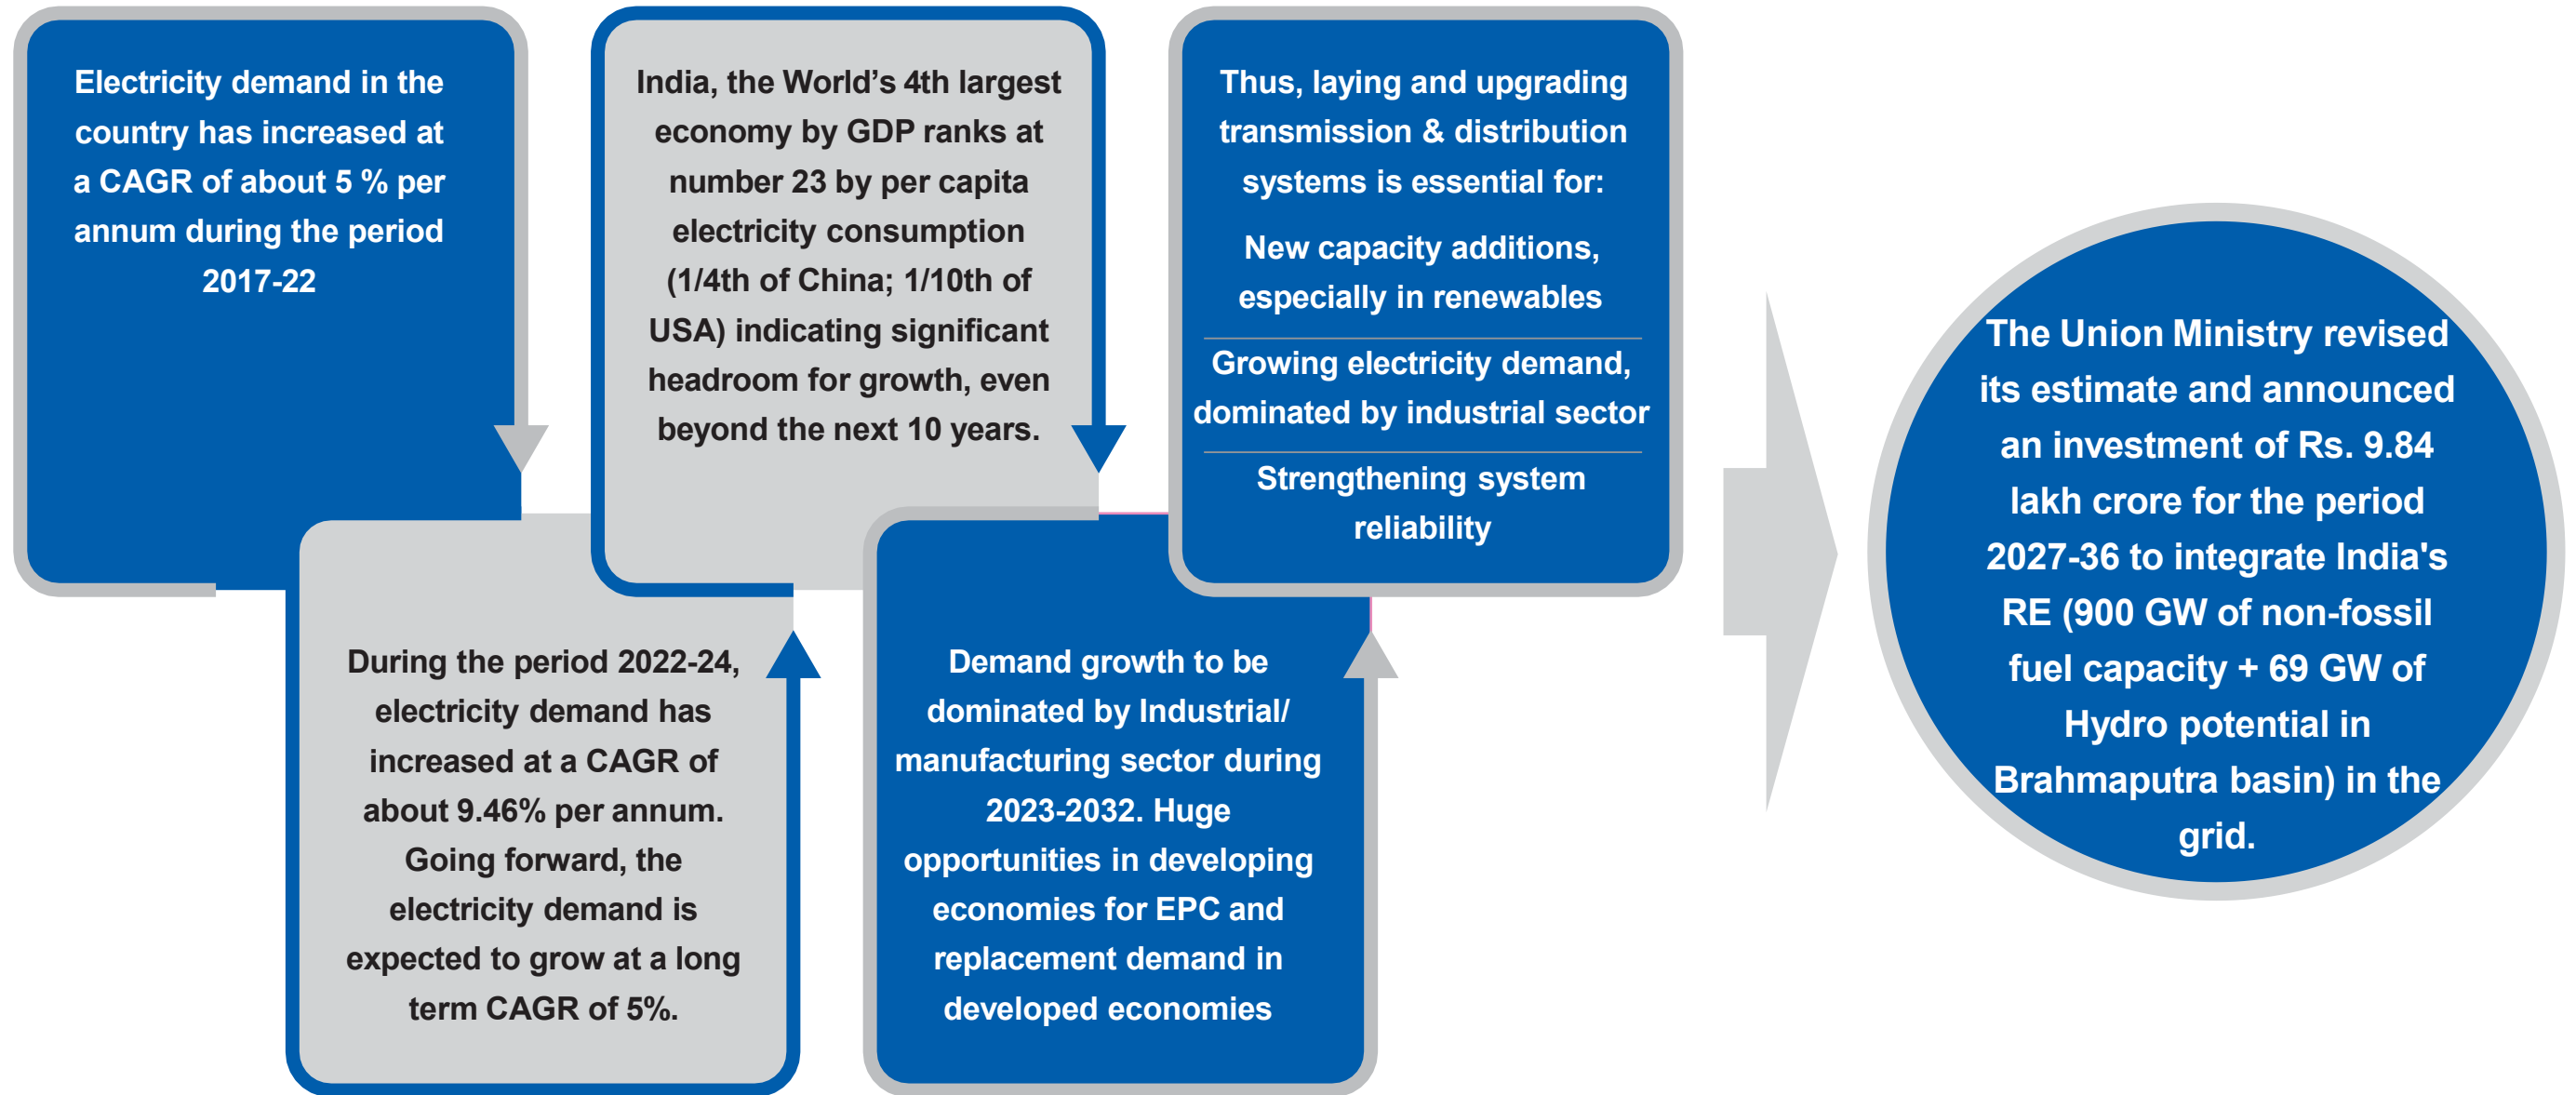 Electricity demand in the
country has increased at
a CAGR of about 5 % per
annum during the period
2017-22
During the period 2022-24,
electricity demand has
increased at a CAGR of
about 9.46% per annum.
Going forward, the
electricity demand is
expected to grow at a long
term CAGR of 5%.
India, the World’s 4th largest
economy by GDP ranks at
number 23 by per capita
electricity consumption
(1/4th of China; 1/10th of
USA) indicating significant
headroom for growth, even
beyond the next 10 years.
Demand growth to be
dominated by Industrial/
manufacturing sector during
2023-2032. Huge
opportunities in developing
economies for EPC and
replacement demand in
developed economies
Thus, laying and upgrading
transmission & distribution
systems is essential for:
New capacity additions,
especially in renewables
Growing electricity demand,
dominated by industrial sector
Strengthening system
reliability
The Union Ministry revised
its estimate and announced
an investment of Rs. 9.84
lakh crore for the period
2027-36 to integrate India's
RE (900 GW of non-fossil
fuel capacity + 69 GW of
Hydro potential in
Brahmaputra basin) in the
grid.